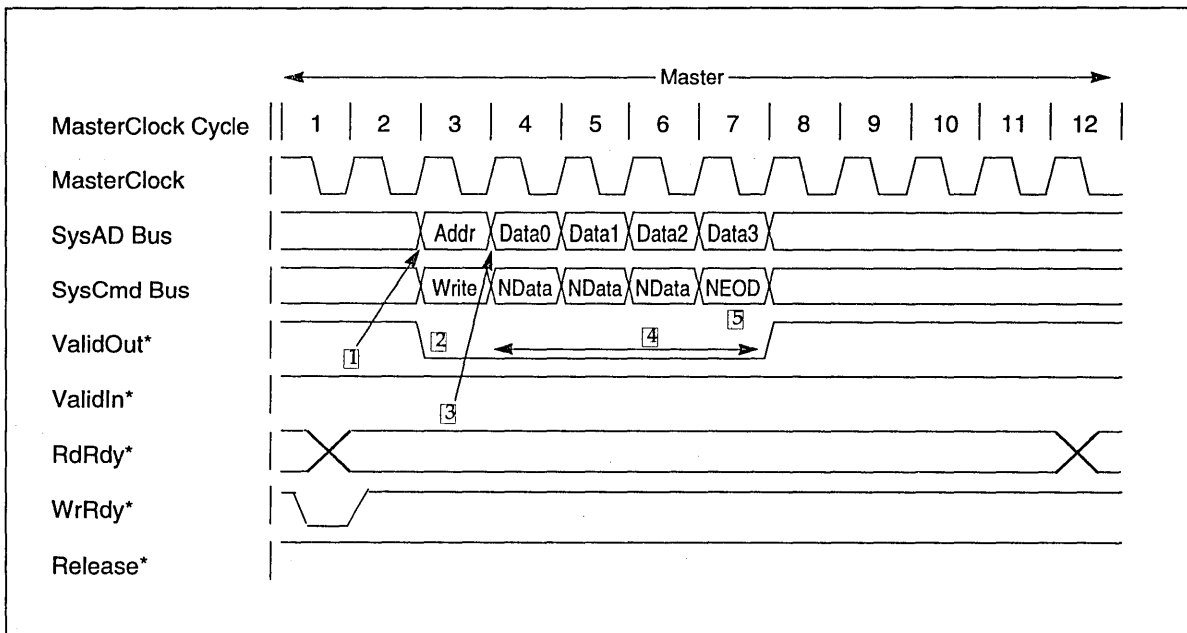 Master
MasterClock Cycle 1 2 3 4 5 6 7 8 9 10 11 12
MasterClock
SysAD Bus Addr Data0 Data1 Data2 Data3
SysCmd Bus Write NData NData NData NEOD
5
ValidOut* 2 4
1
ValidIn*
3
RdRdy*
WrRdy*
Release*